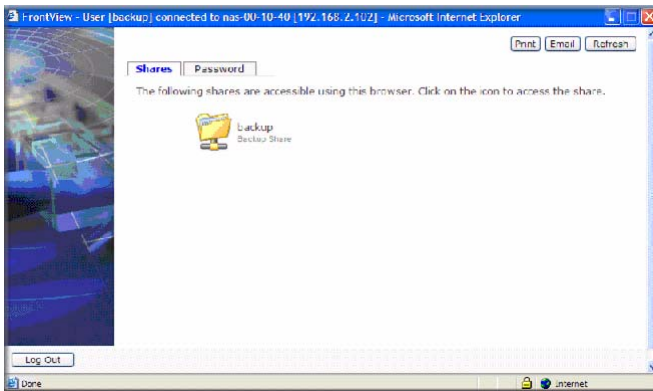 FrontView - User [backup] connected to nas-00-10-40 [192.168.2.102] - Microsoft Internet Explorer
Print Email Refresh
Shares Password
The following shares are accessible using this browser. Click on the icon to access the share.
backup
Backup Share
Log Out
Done Internet